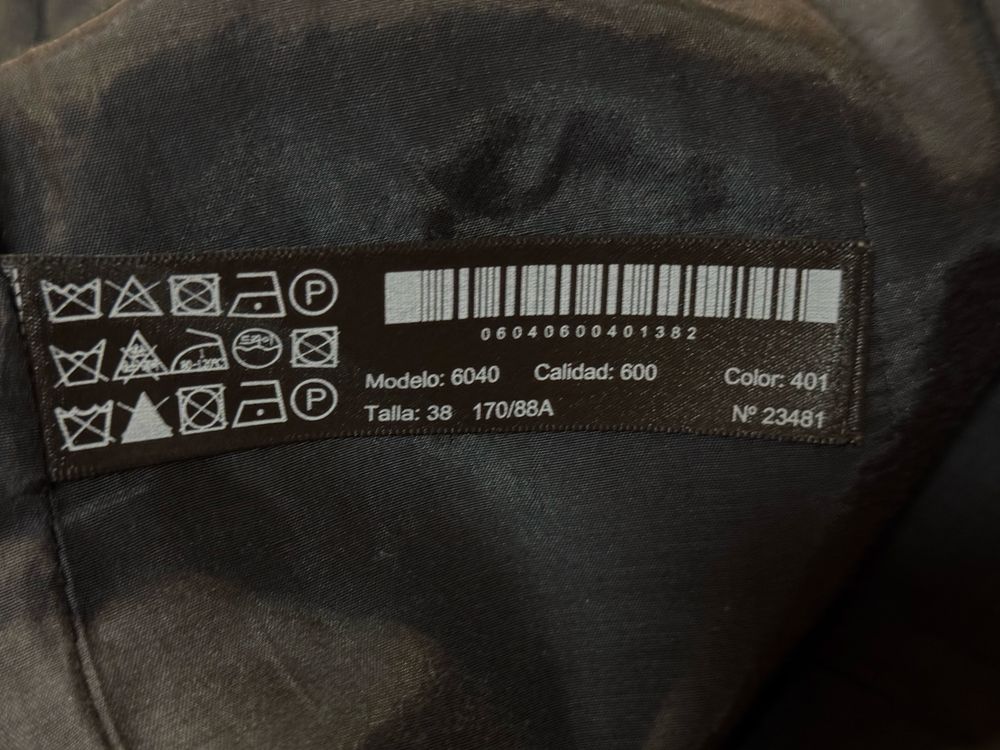 P
06040600401382
Modelo: 6040 Calidad: 600 Color: 401
Talla: 38 170/88A Nº 23481
P